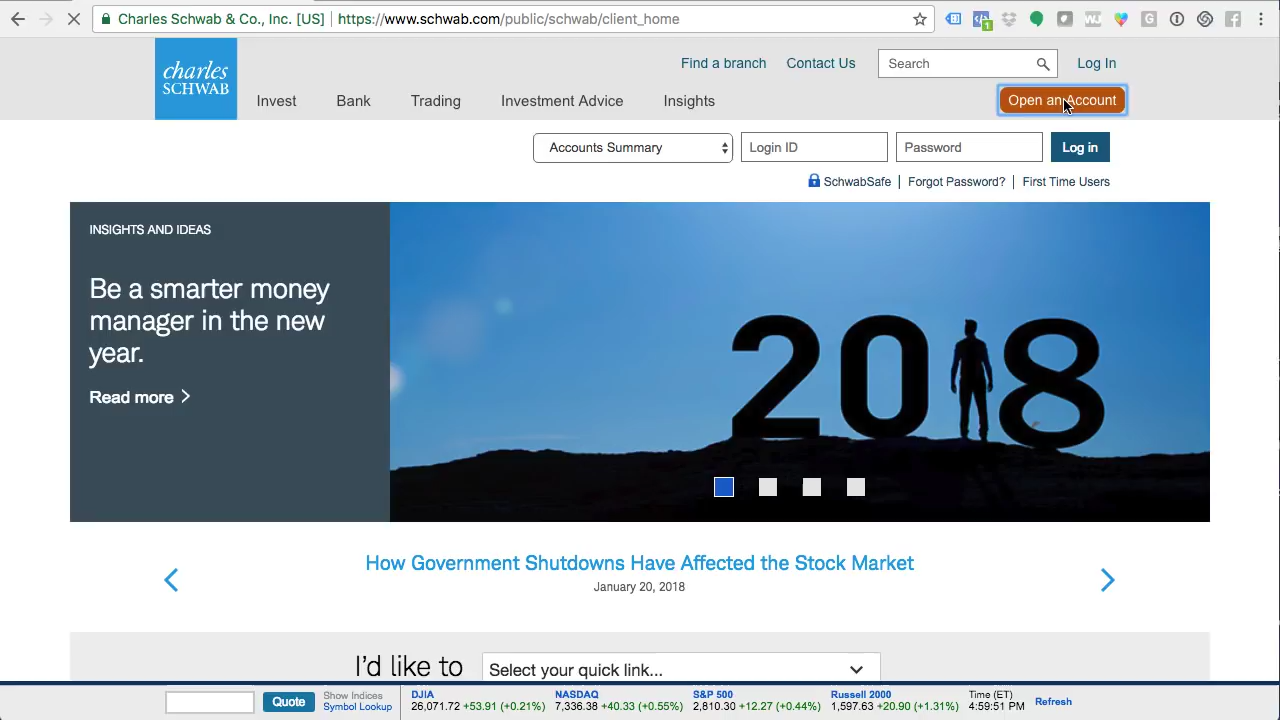 Charles Schwab & Co., Inc. [US] https://www.schwab.com/public/schwab/client_home
1
charles
SCHWAB
Find a branch
Contact Us
Search
Log In
Invest
Bank
Trading
Investment Advice
Insights
Open an Account
Accounts Summary
Login ID
Password
Log in
SchwabSafe
Forgot Password?
First Time Users
INSIGHTS AND IDEAS
Be a smarter money
manager in the new
year.
Read more
2018
How Government Shutdowns Have Affected the Stock Market
January 20, 2018
I'd like to
Select your quick link...
Quote
Show Indices
Symbol Lookup
DJIA
26,071.72 +53.91 (+0.21%)
NASDAQ
7,336.38 +40.33 (+0.55%)
S&P 500
2,810.30 +12.27 (+0.44%)
Russell 2000
1,597.63 +20.90 (+1.31%)
Time (ET)
4:59:51 PM
Refresh